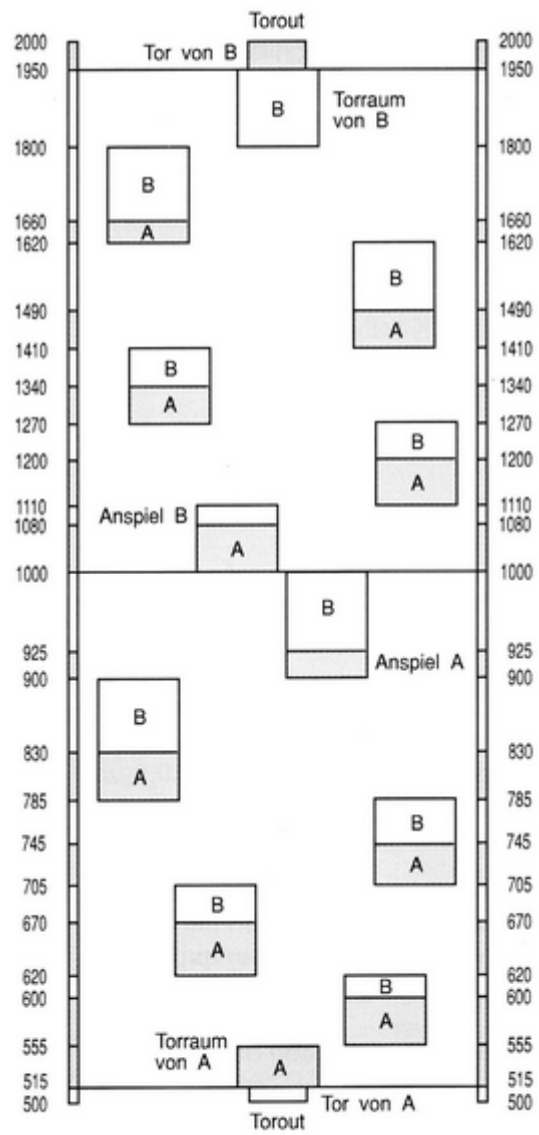 Torout
2000 Tor von B 2000
1950 1950
B Torraum
von B
1800 1800
B
1660 1660
A
1620 1620
B
1490 1490
A
1410 1410
B
1340 1340
A
1270 1270
B
1200 1200
A
1110 1110
Anspiel B
1080 1080
A
1000 1000
B
925 925
Anspiel A
900 900
B
830 830
A
785 785
B
745 745
A
705 705
B
670 670
A
620 620
B
600 600
A
555 Torraum 555
von A A
515 515
500 Tor von A 500
Torout